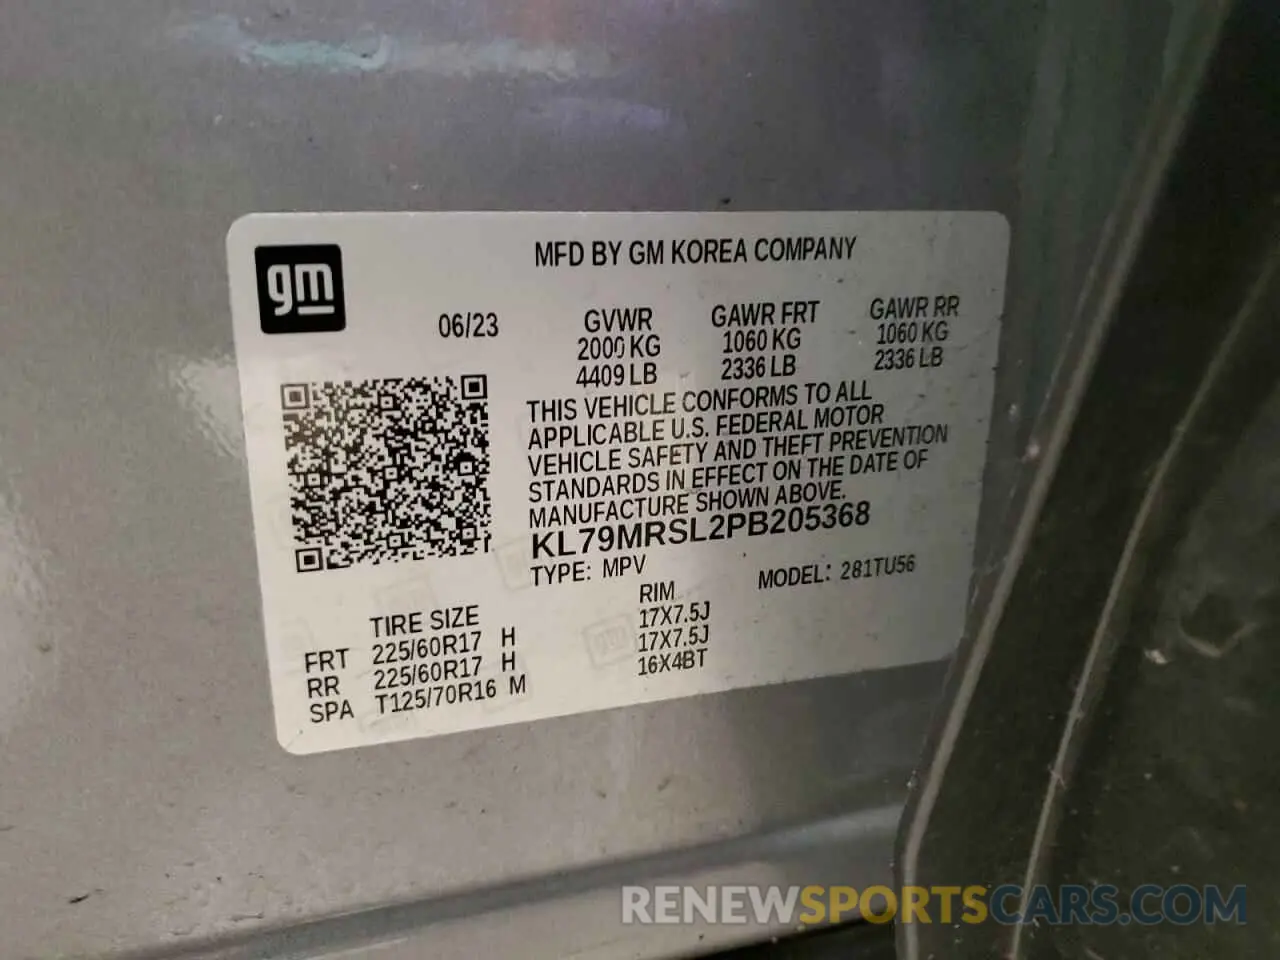 gm
MFD BY GM KOREA COMPANY
06/23
GVWR GAWR FRT GAWR RR
2000 KG 1060 KG 1060 KG
4409 LB 2336 LB 2336 LB
THIS VEHICLE CONFORMS TO ALL
APPLICABLE U.S. FEDERAL MOTOR
VEHICLE SAFETY AND THEFT PREVENTION
STANDARDS IN EFFECT ON THE DATE OF
MANUFACTURE SHOWN ABOVE.
KL79MRSL2PB205368
TYPE: MPV MODEL: 281TU56
TIRE SIZE RIM
FRT 225/60R17 H 17X7.5J
RR 225/60R17 H 17X7.5J
SPA T125/70R16 M 16X4BT
RENEWSPORTSCARS.COM